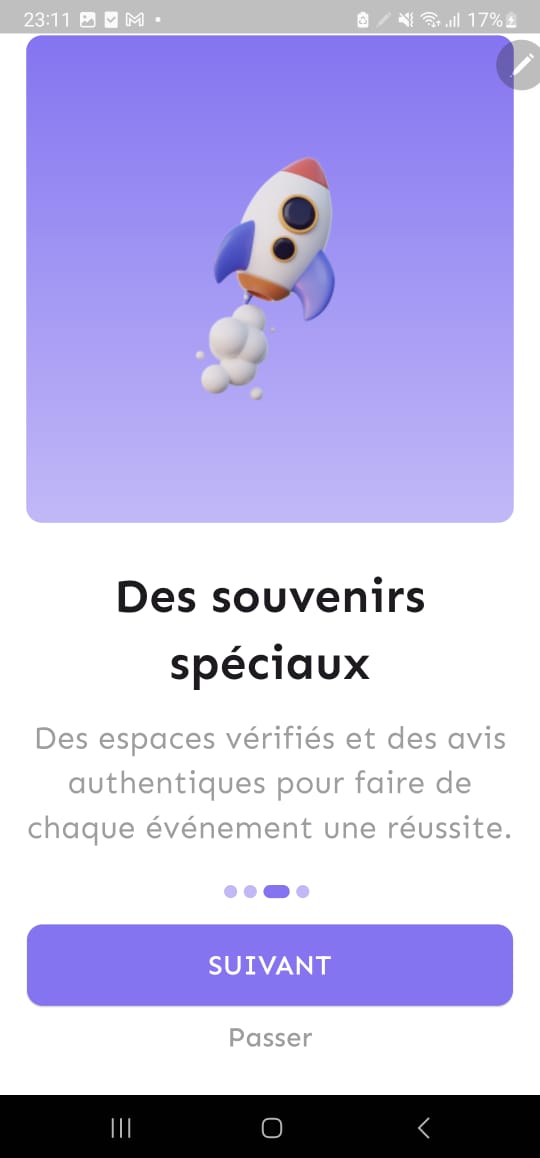 23:11
17%
Des souvenirs
spéciaux
Des espaces vérifiés et des avis
authentiques pour faire de
chaque événement une réussite.
SUIVANT
Passer